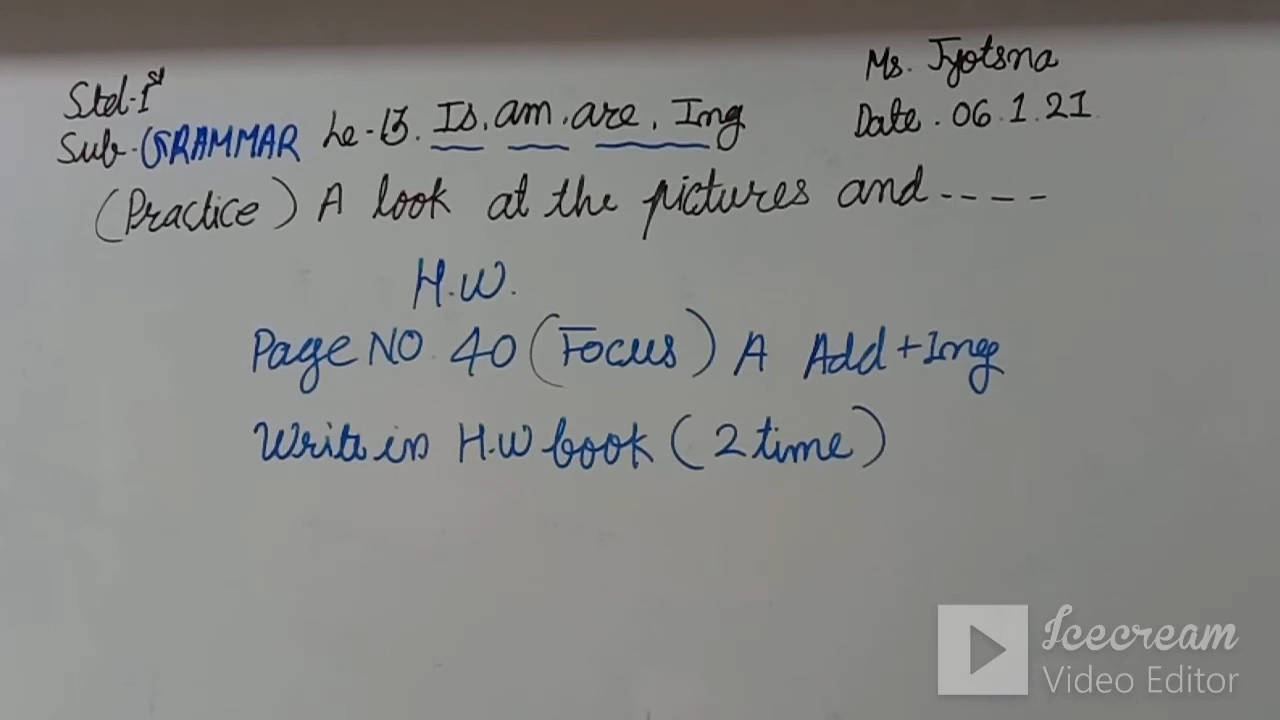 Std-1st
Ms. Jyotsna
Sub-GRAMMAR Le-13. Is, am, are, Ing
Date. 06.1.21
(Practice) A look at the pictures and-----
H.W.
Page NO 40 (Focus) A Add +Ing
Write in H.W book (2 time)
Icecream
Video Editor